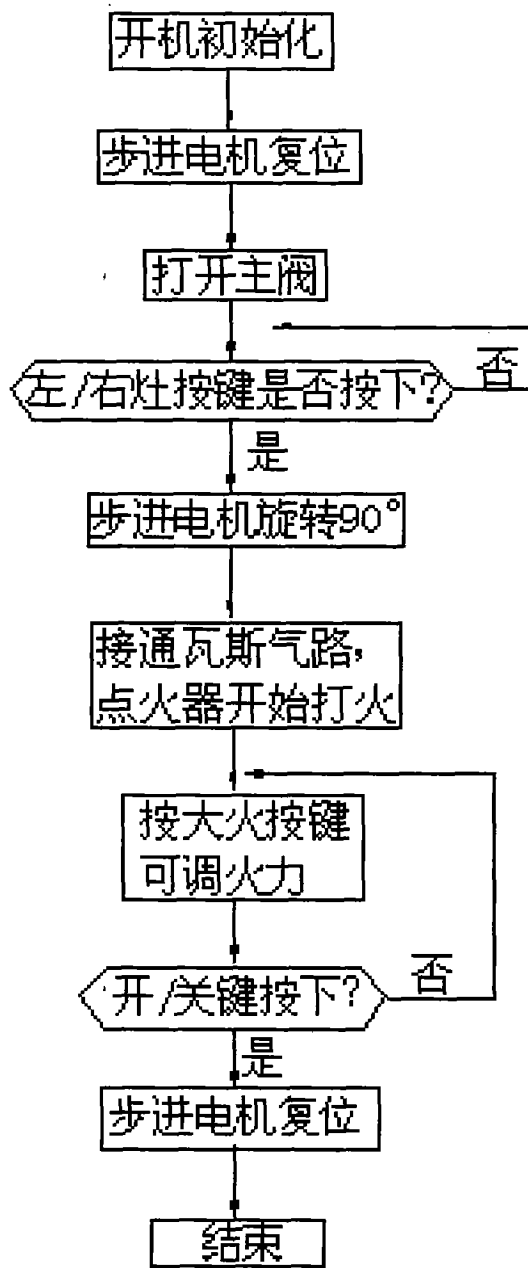 开机初始化
步进电机复位
打开主阀
左/右灶按键是否按下?
否
是
步进电机旋转90°
接通瓦斯气路,
点火器开始打火
按大火按键
可调火力
开/关键按下?
否
是
步进电机复位
结束